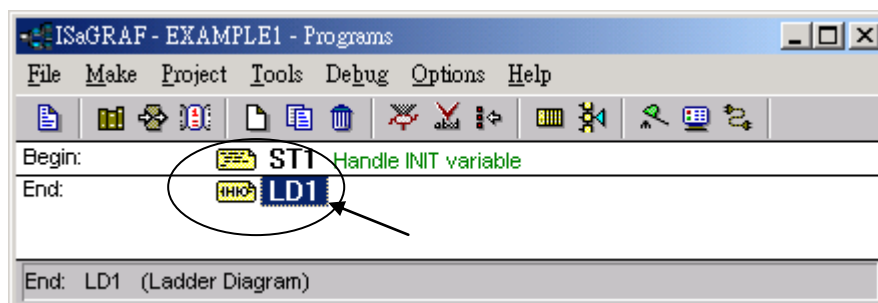 ISaGRAF - EXAMPLE1 - Programs
File Make Project Tools Debug Options Help
Begin: ST1 Handle INIT variable
End: LD1
End: LD1 (Ladder Diagram)